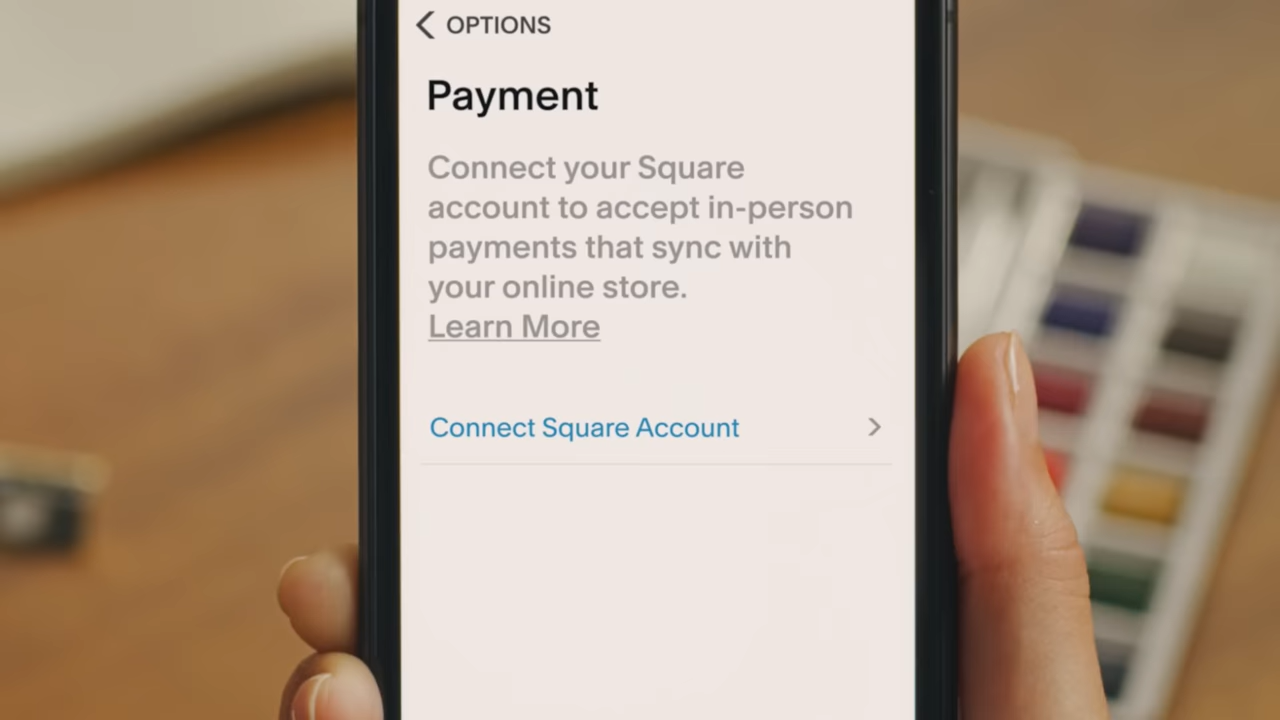 OPTIONS
Payment
Connect your Square
account to accept in-person
payments that sync with
your online store.
Learn More
Connect Square Account